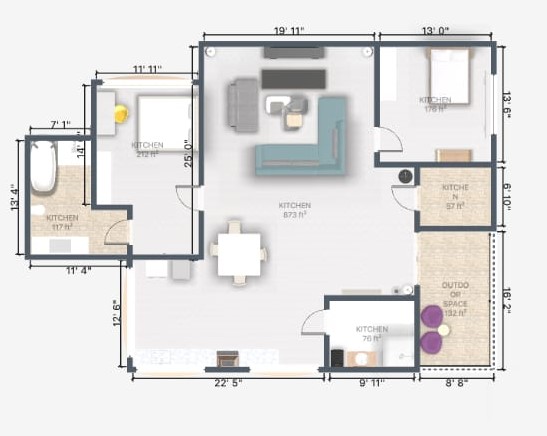 19' 11"
13' 0"
11' 11"
KITCHEN
176 ft²
13' 6"
7' 1"
14'
KITCHEN
212 ft²
25' 0"
13' 4"
KITCHE
N
57 ft²
6' 10"
KITCHEN
873 ft²
KITCHEN
117 ft²
11' 4"
OUTDO
OR
SPACE
132 ft²
16' 2"
12' 6"
KITCHEN
76 ft²
22' 5"
9' 11"
8' 8"